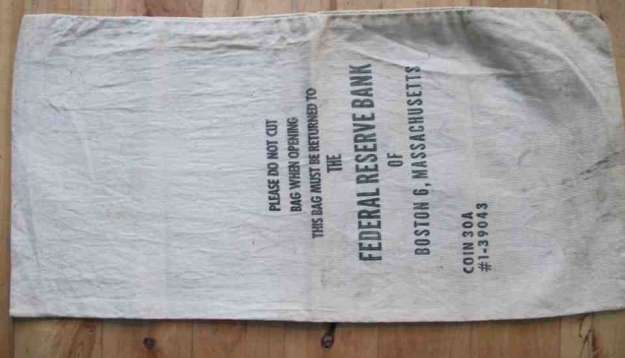 PLEASE DO NOT CUT
BAG WHEN OPENING
THIS BAG MUST BE RETURNED TO
THE
FEDERAL RESERVE BANK
OF
BOSTON 6, MASSACHUSETTS
COIN 30A
#1-39043